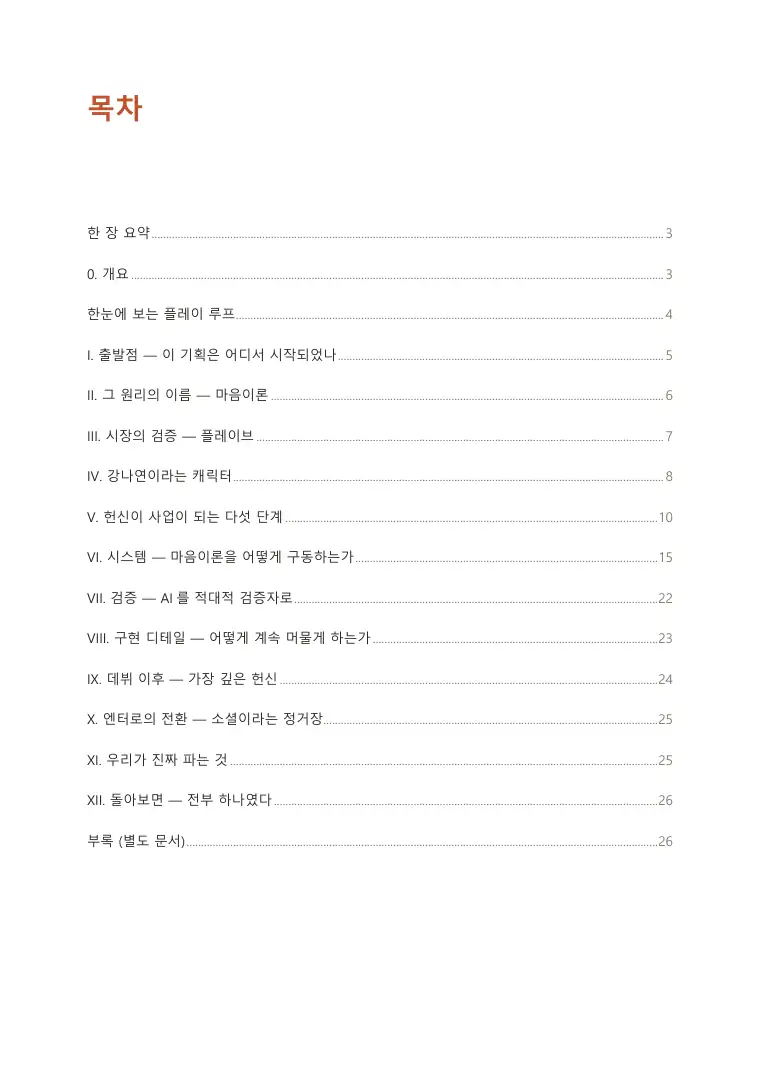 목차
한 장 요약 3
0. 개요 3
한눈에 보는 플레이 루프 4
I. 출발점 — 이 기획은 어디서 시작되었나 5
II. 그 원리의 이름 — 마음이론 6
III. 시장의 검증 — 플레이브 7
IV. 강나연이라는 캐릭터 8
V. 헌신이 사업이 되는 다섯 단계 10
VI. 시스템 — 마음이론을 어떻게 구동하는가 15
VII. 검증 — AI 를 적대적 검증자로 22
VIII. 구현 디테일 — 어떻게 계속 머물게 하는가 23
IX. 데뷔 이후 — 가장 깊은 헌신 24
X. 엔터로의 전환 — 소셜이라는 정거장 25
XI. 우리가 진짜 파는 것 25
XII. 돌아보면 — 전부 하나였다 26
부록 (별도 문서) 26